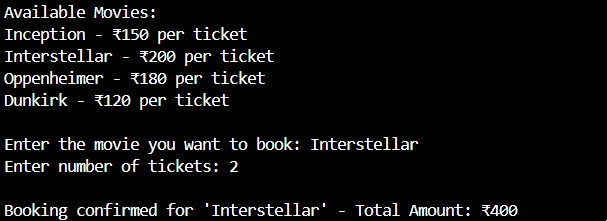 Available Movies:
Inception - ₹150 per ticket
Interstellar - ₹200 per ticket
Oppenheimer - ₹180 per ticket
Dunkirk - ₹120 per ticket
Enter the movie you want to book: Interstellar
Enter number of tickets: 2
Booking confirmed for 'Interstellar' - Total Amount: ₹400